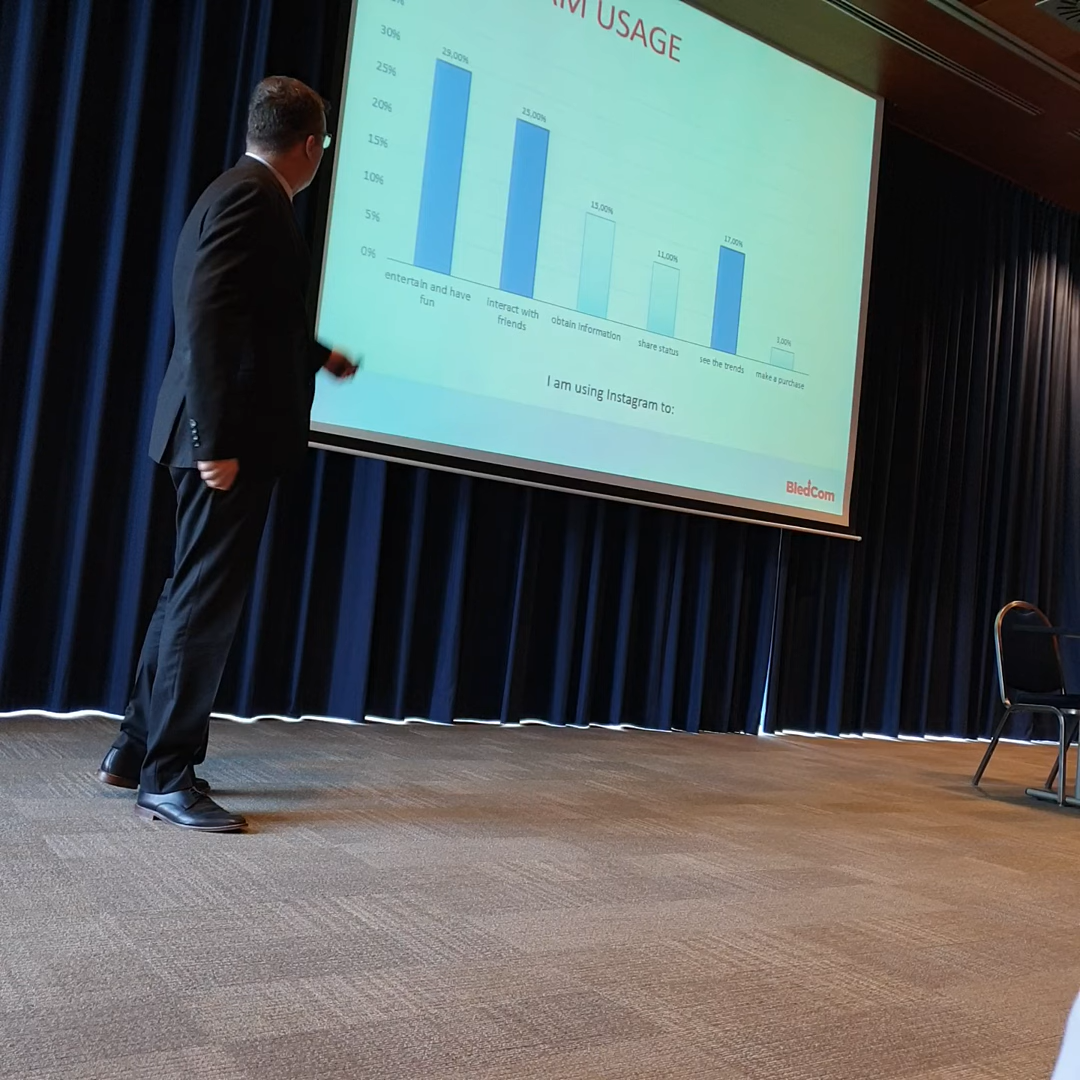 AM USAGE
30%
25%
20%
15%
10%
5%
0%
29,00%
25,00%
13,00%
11,00%
17,00%
3,00%
entertain and have
fun
interact with
friends
obtain information
share status
see the trends
make a purchase
I am using Instagram to:
BledCom